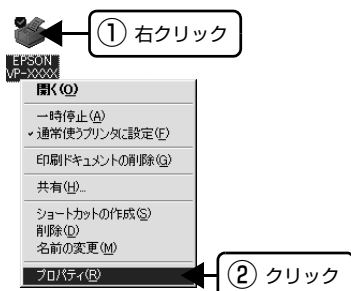 ① 右クリック
EPSON
VP-XXXX
開く(O)
一時停止(A)
通常使うプリンタに設定(F)
印刷ドキュメントの削除(G)
共有(H)...
ショートカットの作成(S)
削除(D)
名前の変更(M)
プロパティ(R)
② クリック